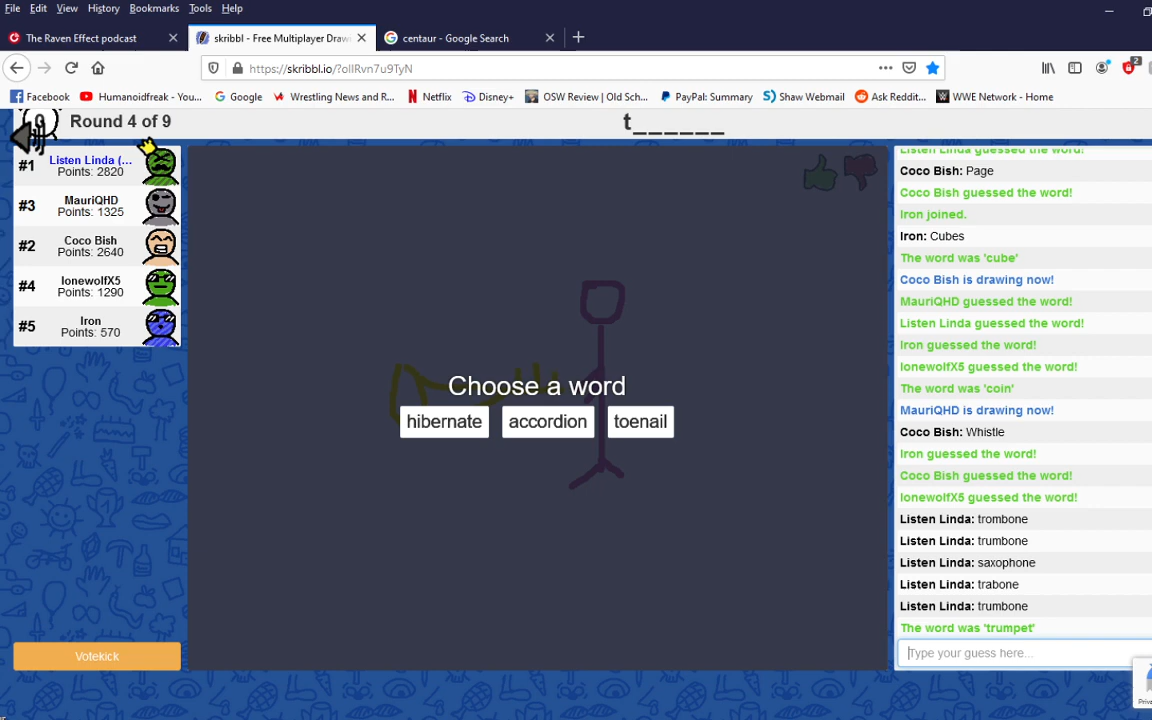 File Edit View History Bookmarks Tools Help
The Raven Effect podcast
skribbl - Free Multiplayer Draw
centaur - Google Search
https://skribbl.io/?olIRvn7u9TyN
Facebook Humanoidfreak - You... Google Wrestling News and R... Netflix Disney+ OSW Review | Old Sch... PayPal: Summary Shaw Webmail Ask Reddit... WWE Network - Home
0 Round 4 of 9
t______
#1 Listen Linda (...
Points: 2820
#3 MauriQHD
Points: 1325
#2 Coco Bish
Points: 2640
#4 lonewolfX5
Points: 1290
#5 Iron
Points: 570
Votekick
Choose a word
hibernate accordion toenail
Listen Linda guessed the word!
Coco Bish: Page
Coco Bish guessed the word!
Iron joined.
Iron: Cubes
The word was 'cube'
Coco Bish is drawing now!
MauriQHD guessed the word!
Listen Linda guessed the word!
Iron guessed the word!
lonewolfX5 guessed the word!
The word was 'coin'
MauriQHD is drawing now!
Coco Bish: Whistle
Iron guessed the word!
Coco Bish guessed the word!
lonewolfX5 guessed the word!
Listen Linda: trombone
Listen Linda: trumbone
Listen Linda: saxophone
Listen Linda: trabone
Listen Linda: trumbone
The word was 'trumpet'
Type your guess here...
2